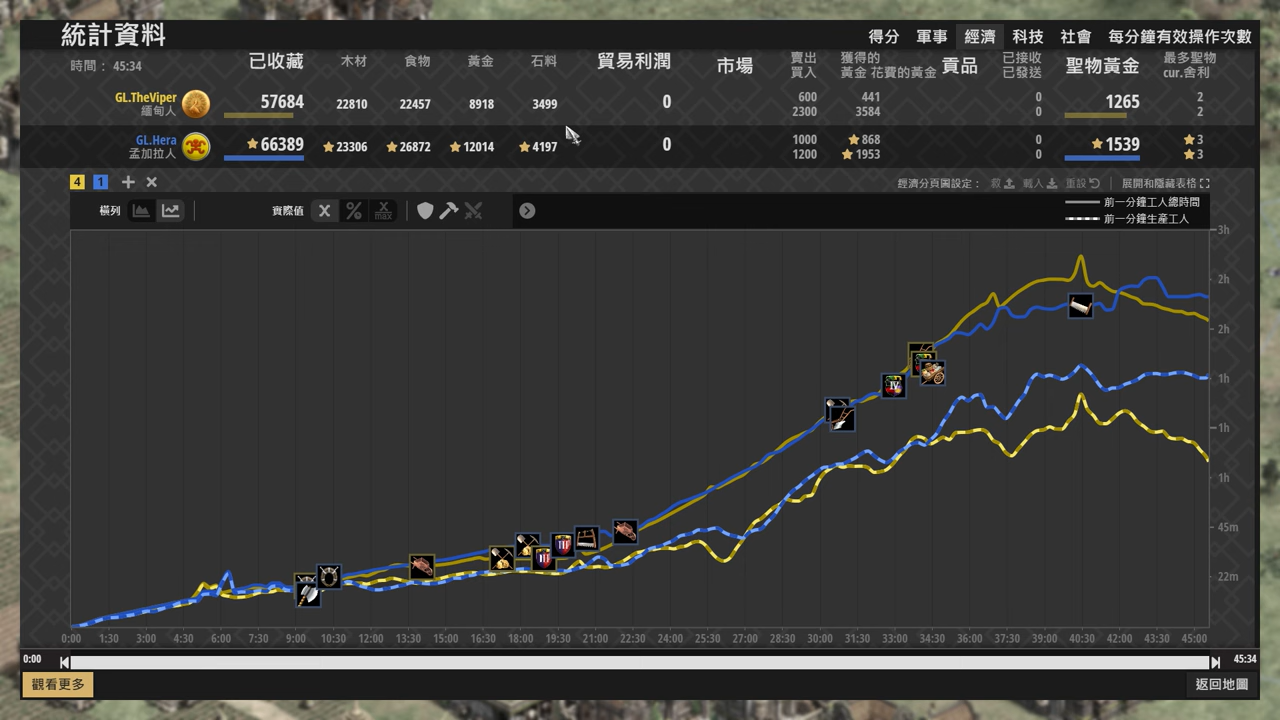 統計資料
得分 軍事 經濟 科技 社會 每分鐘有效操作次數
時間： 45:34
已收藏 木材 食物 黃金 石料 貿易利潤 市場 賣出 買入 獲得的黃金 花費的黃金 貢品 已接收 已發送 聖物黃金 最多聖物 cur.舍利
GL.TheViper
緬甸人
57684 22810 22457 8918 3499 0 600 2300 441 3584 0 0 1265 2 2
GL.Hera
孟加拉人
66389 23306 26872 12014 4197 0 1000 1200 868 1953 0 0 1539 3 3
4 1
經濟分頁圖設定： 載入 重設 展開和隱藏表格
橫列 實際值 X % X max
前一分鐘工人總時間
前一分鐘生產工人
3h
2h
2h
1h
1h
1h
45m
22m
IV
0:00 1:30 3:00 4:30 6:00 7:30 9:00 10:30 12:00 13:30 15:00 16:30 18:00 19:30 21:00 22:30 24:00 25:30 27:00 28:30 30:00 31:30 33:00 34:30 36:00 37:30 39:00 40:30 42:00 43:30 45:00
0:00 45:34
觀看更多 返回地圖